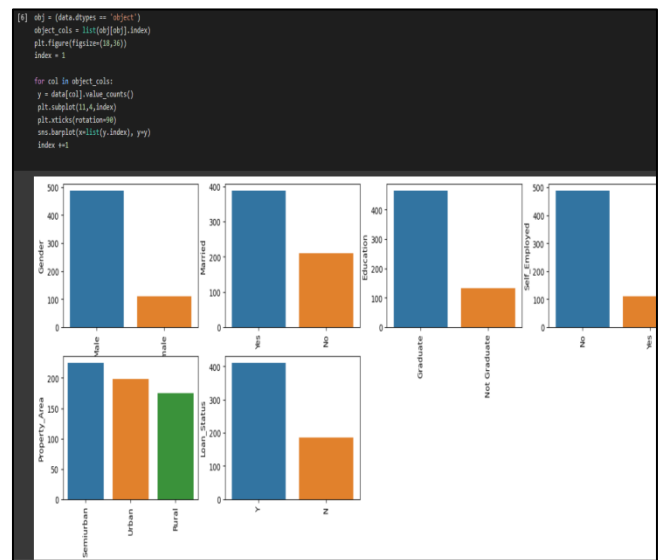 [6] obj = (data.dtypes == 'object')
object_cols = list(obj[obj].index)
plt.figure(figsize=(18,36))
index = 1
for col in object_cols:
y = data[col].value_counts()
plt.subplot(11,4,index)
plt.xticks(rotation=90)
sns.barplot(x=list(y.index), y=y)
index +=1
500
400
300
200
100
0
Gender
Male
male
400
300
200
100
0
Married
Yes
No
400
300
200
100
0
Education
Graduate
Not Graduate
500
400
300
200
100
0
Self_Employed
No
Yes
200
150
100
50
0
Property_Area
Semiurban
Urban
Rural
400
300
200
100
0
Loan_Status
Y
N